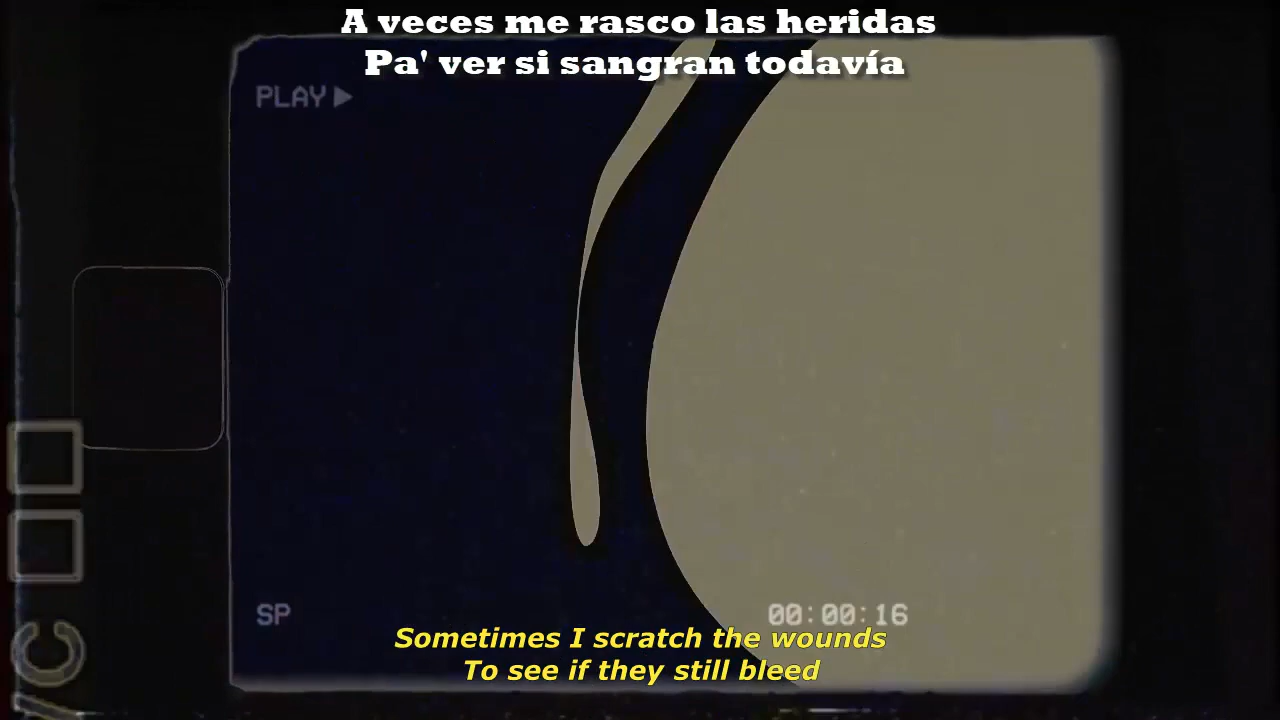 A veces me rasco las heridas
Pa' ver si sangran todavía
PLAY
SP
00:00:16
Sometimes I scratch the wounds
To see if they still bleed